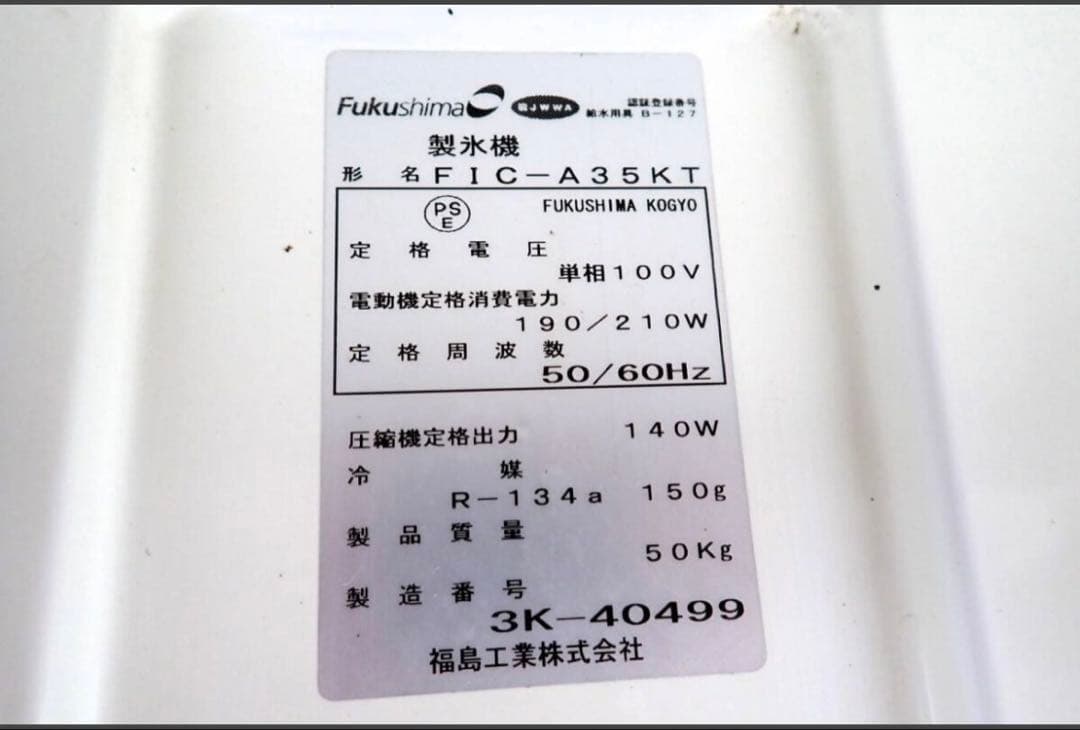 Fukushima JWWA 認証登録番号
給水用具 B-127
製氷機
形名 FIC-A35KT
PSE FUKUSHIMA KOGYO
定格電圧
単相100V
電動機定格消費電力
190/210W
定格周波数
50/60Hz
圧縮機定格出力 140W
冷媒
R-134a 150g
製品質量
50Kg
製造番号
3K-40499
福島工業株式会社